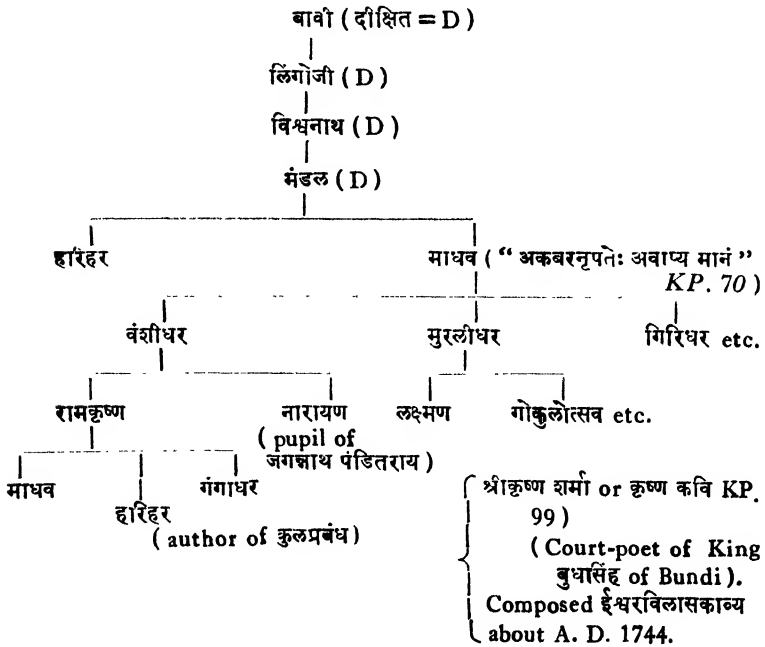 बावी ( दीक्षित = D )
लिंगोजी ( D )
विश्वनाथ ( D )
मंडल ( D )
हरिहर माधव ( “ अकबरनृपतेः अवाप्य मानं ”
KP. 70 )
वंशीधर मुरलीधर गिरिधर etc.
रामकृष्ण नारायण लक्ष्मण गोकुलोत्सव etc.
( pupil of
जगन्नाथ पंडितराय )
माधव हरिहर गंगाधर
( author of कुलप्रबंध )
श्रीकृष्ण शर्मा or कृष्ण कवि KP.
99 )
( Court-poet of King
बुधसिंह of Bundi ).
Composed ईश्वरविलासकाव्य
about A. D. 1744.